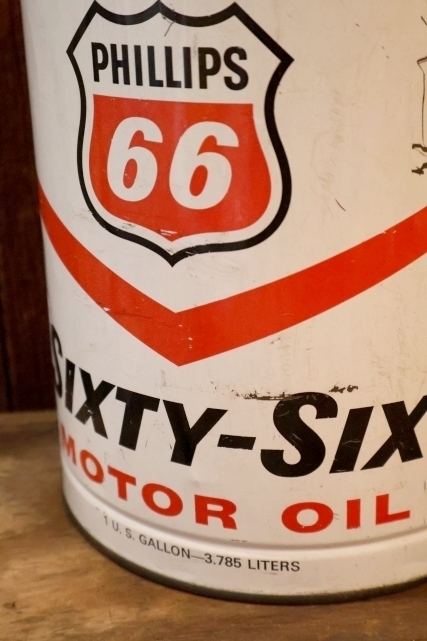 PHILLIPS
66
SIXTY-SIX
MOTOR OIL
1 U. S. GALLON—3.785 LITERS